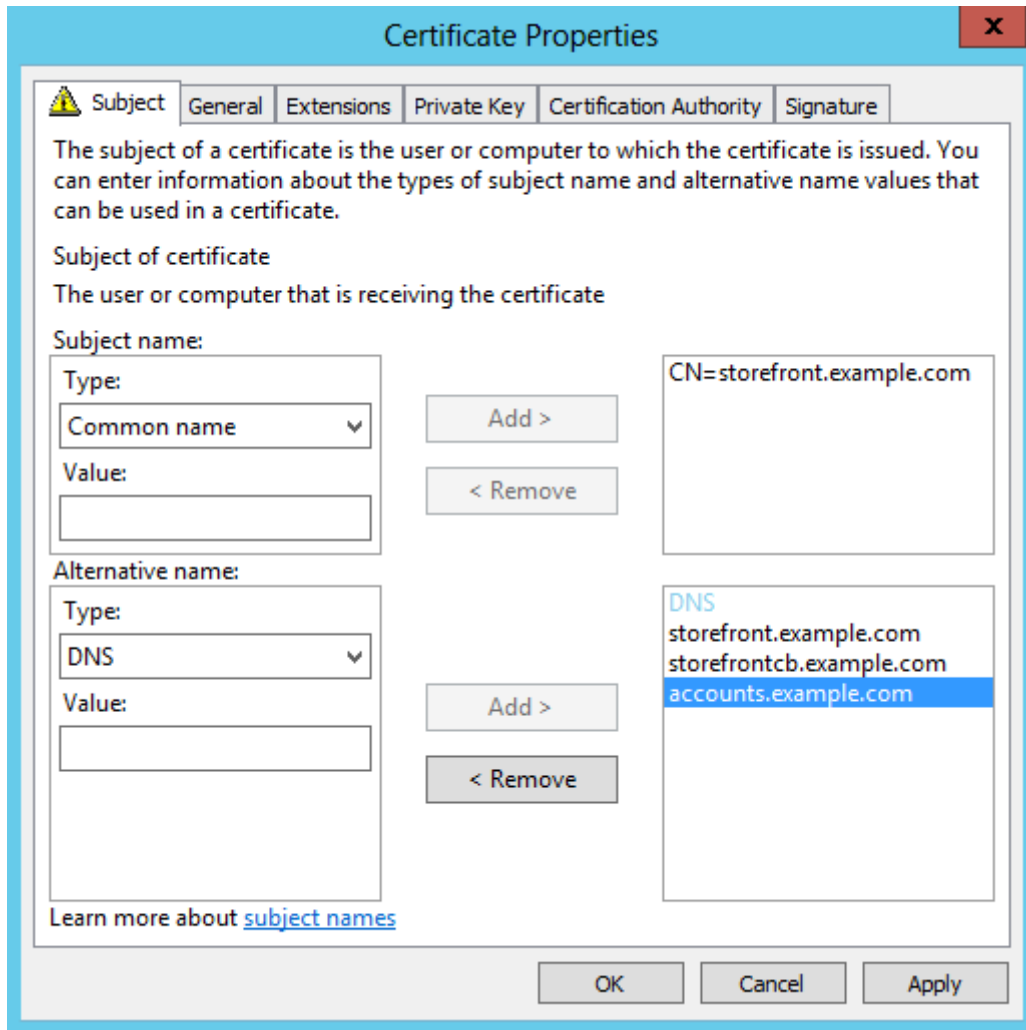 Certificate Properties
x
Subject
General
Extensions
Private Key
Certification Authority
Signature
The subject of a certificate is the user or computer to which the certificate is issued. You
can enter information about the types of subject name and alternative name values that
can be used in a certificate.
Subject of certificate
The user or computer that is receiving the certificate
Subject name:
Type:
Common name
Value:
Add >
< Remove
CN=storefront.example.com
Alternative name:
Type:
DNS
Value:
Add >
< Remove
DNS
storefront.example.com
storefrontcb.example.com
accounts.example.com
Learn more about subject names
OK
Cancel
Apply